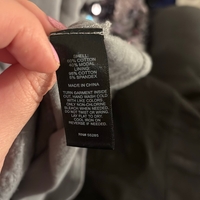 SHELL:
60% COTTON
40% MODAL
LINING:
95% COTTON
5% SPANDEX
MADE IN CHINA
TURN GARMENT INSIDE
OUT, HAND WASH COLD
WITH LIKE COLORS.
ONLY NON-CHLORINE
BLEACH WHEN NEEDED.
DO NOT TWIST OR WRING.
LAY FLAT TO DRY.
COOL IRON ON
REVERSE IF NEEDED.